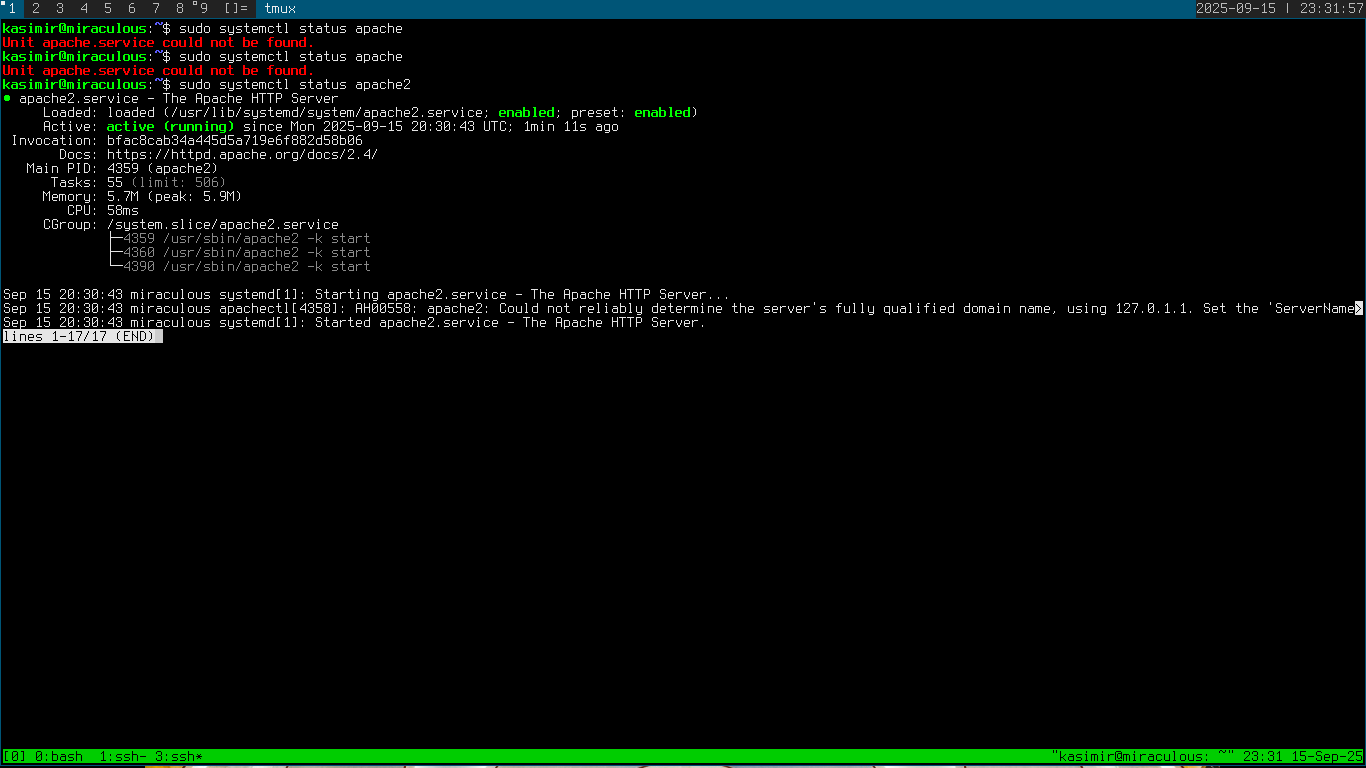 1 2 3 4 5 6 7 8 9 []= tmux 2025-09-15 | 23:31:57
kasimir@miraculous:~$ sudo systemctl status apache
Unit apache.service could not be found.
kasimir@miraculous:~$ sudo systemctl status apache
Unit apache.service could not be found.
kasimir@miraculous:~$ sudo systemctl status apache2
● apache2.service - The Apache HTTP Server
Loaded: loaded (/usr/lib/systemd/system/apache2.service; enabled; preset: enabled)
Active: active (running) since Mon 2025-09-15 20:30:43 UTC; 1min 11s ago
Invocation: bfac8cab34a445d5a719e6f882d58b06
Docs: https://httpd.apache.org/docs/2.4/
Main PID: 4359 (apache2)
Tasks: 55 (limit: 506)
Memory: 5.7M (peak: 5.9M)
CPU: 58ms
CGroup: /system.slice/apache2.service
├─4359 /usr/sbin/apache2 -k start
├─4360 /usr/sbin/apache2 -k start
└─4390 /usr/sbin/apache2 -k start
Sep 15 20:30:43 miraculous systemd[1]: Starting apache2.service - The Apache HTTP Server...
Sep 15 20:30:43 miraculous apachectl[4358]: AH00558: apache2: Could not reliably determine the server's fully qualified domain name, using 127.0.1.1. Set the 'ServerName>
Sep 15 20:30:43 miraculous systemd[1]: Started apache2.service - The Apache HTTP Server.
lines 1-17/17 (END)
[0] 0:bash 1:ssh- 3:ssh* "kasimir@miraculous: ~" 23:31 15-Sep-25